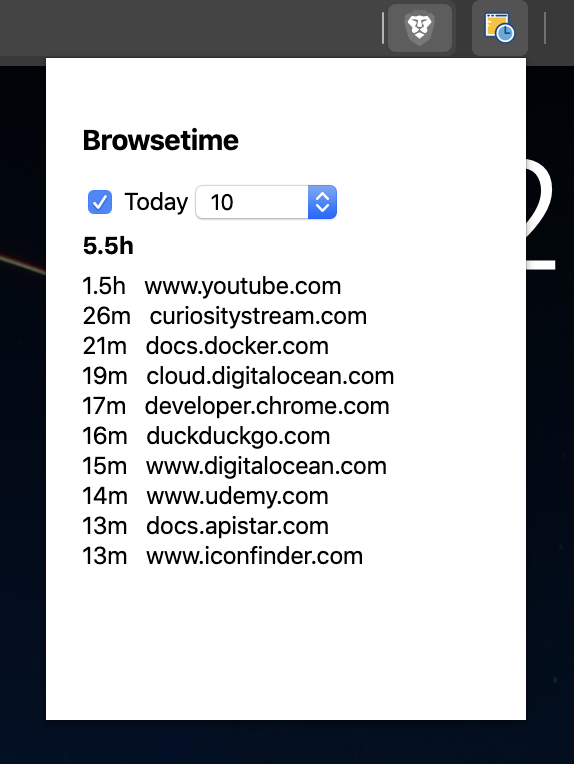 2
Browsetime
Today 10
5.5h
1.5h www.youtube.com
26m curiositystream.com
21m docs.docker.com
19m cloud.digitalocean.com
17m developer.chrome.com
16m duckduckgo.com
15m www.digitalocean.com
14m www.udemy.com
13m docs.apistar.com
13m www.iconfinder.com